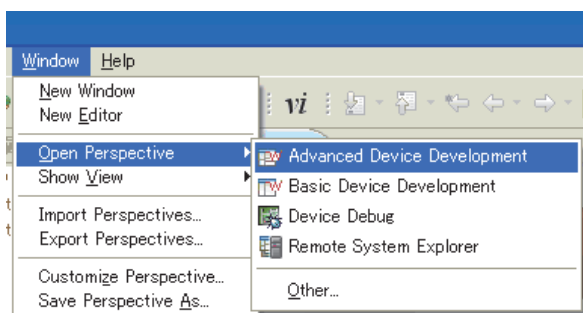 Window Help
New Window
New Editor
vi
Open Perspective
Show View
Import Perspectives...
Export Perspectives...
Customize Perspective...
Save Perspective As...
Advanced Device Development
Basic Device Development
Device Debug
Remote System Explorer
Other...